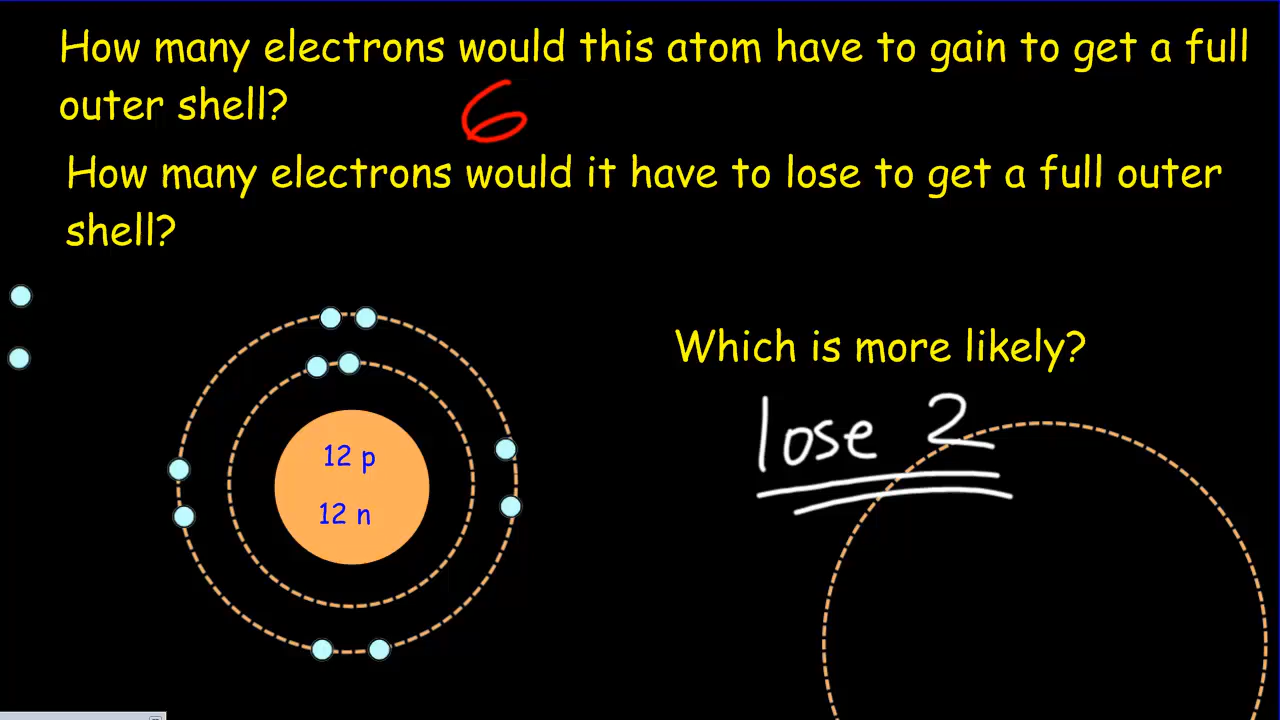 How many electrons would this atom have to gain to get a full
outer shell?
6
How many electrons would it have to lose to get a full outer
shell?
Which is more likely?
lose 2
12 p
12 n